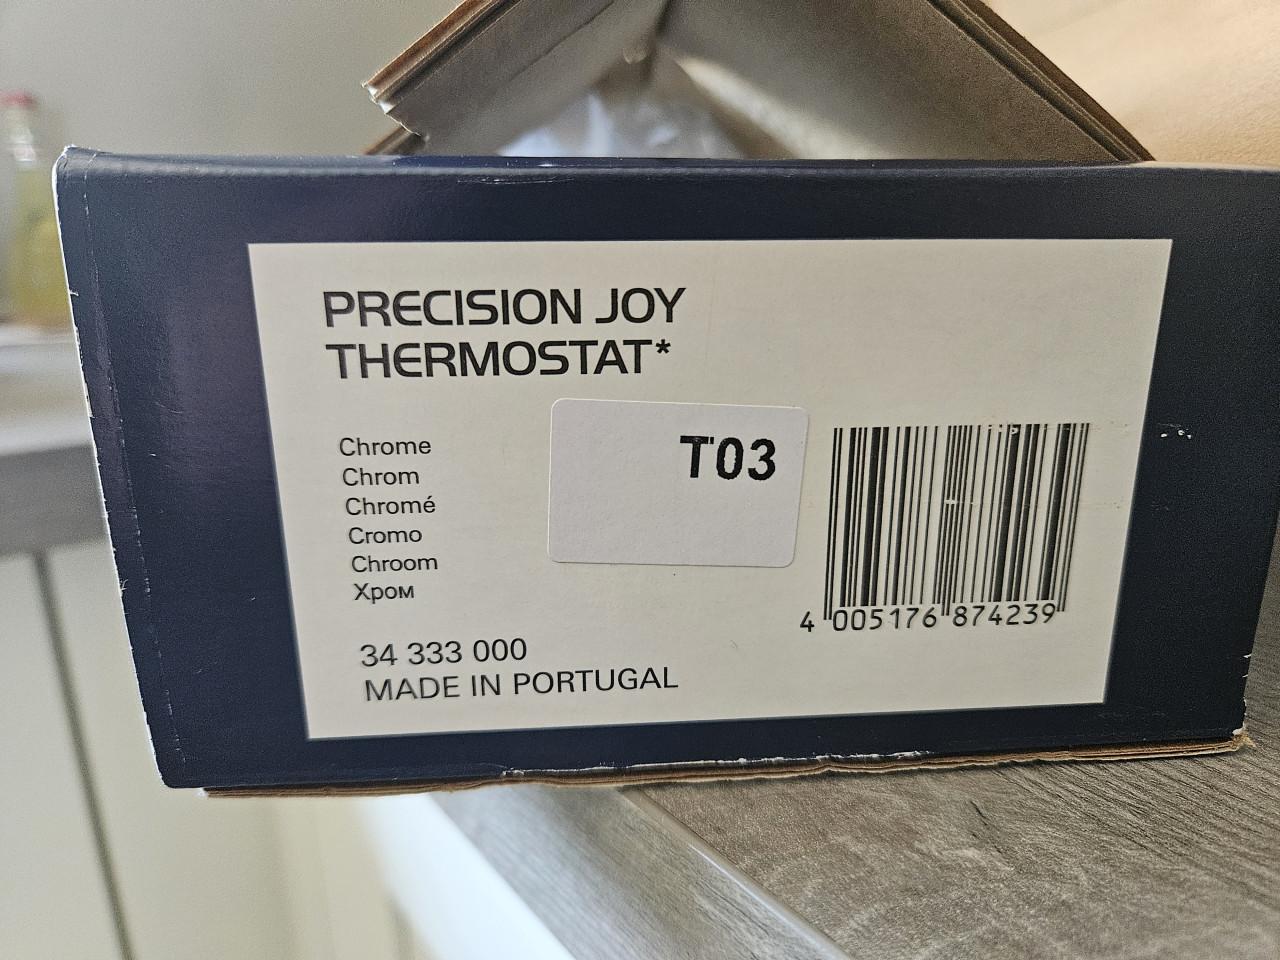 PRECISION JOY
THERMOSTAT*
T03
Chrome
Chrom
Chromé
Cromo
Chroom
Хром
4 005176 874239
34 333 000
MADE IN PORTUGAL